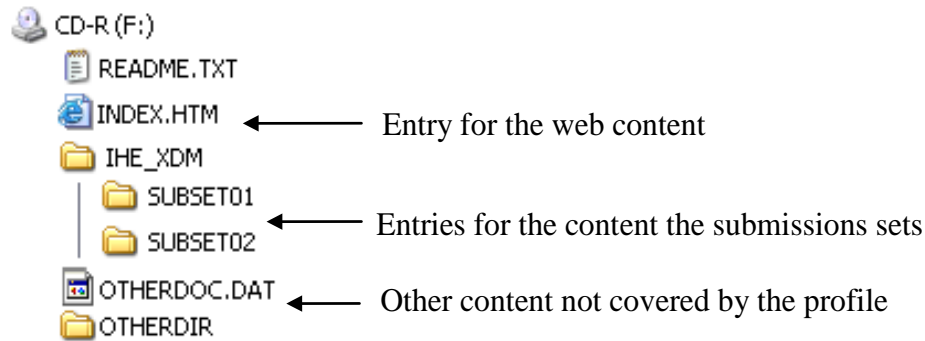 CD-R (F:)
README.TXT
INDEX.HTM
Entry for the web content
IHE_XDM
SUBSET01
Entries for the content the submissions sets
SUBSET02
OTHERDOC.DAT
Other content not covered by the profile
OTHERDIR